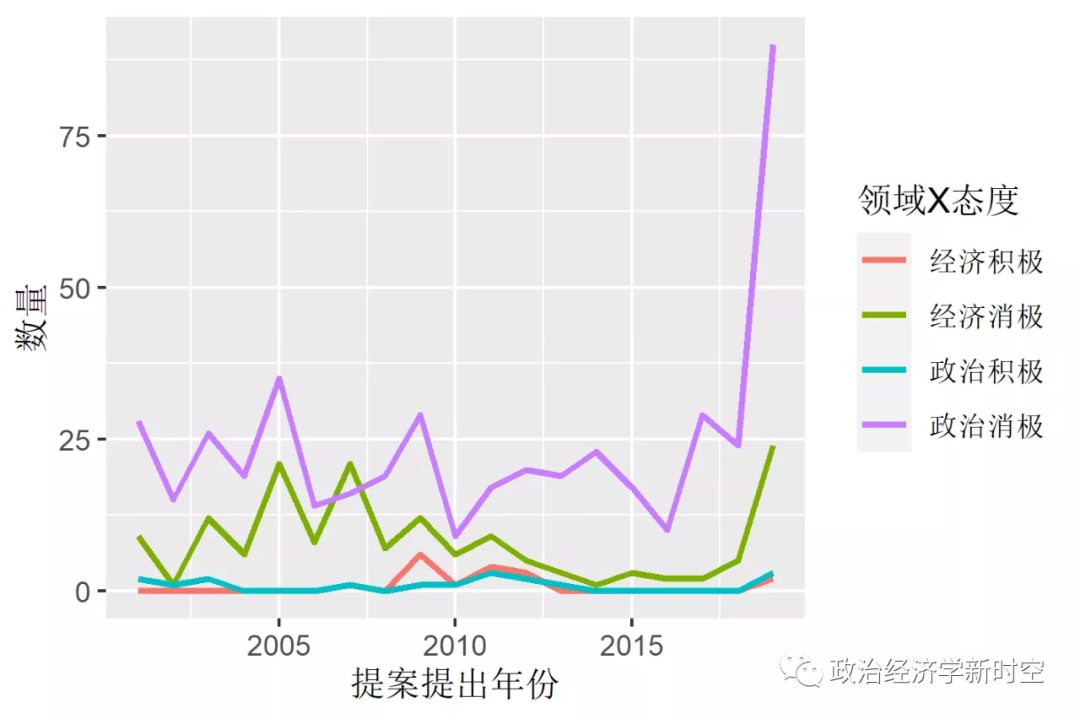 75
50
25
0
数量
2005
2010
2015
提案提出年份
领域X态度
经济积极
经济消极
政治积极
政治消极
政治经济学新时空